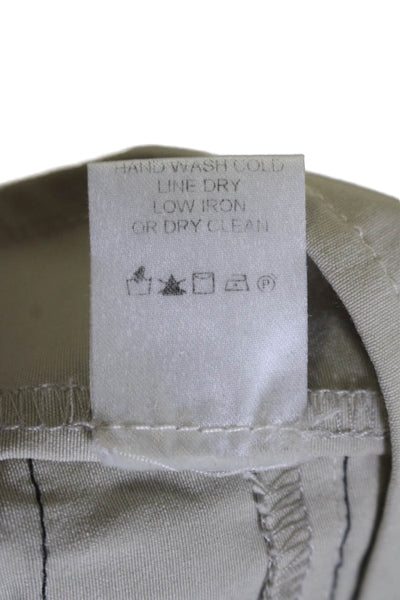 HAND WASH COLD
LINE DRY
LOW IRON
OR DRY CLEAN
P